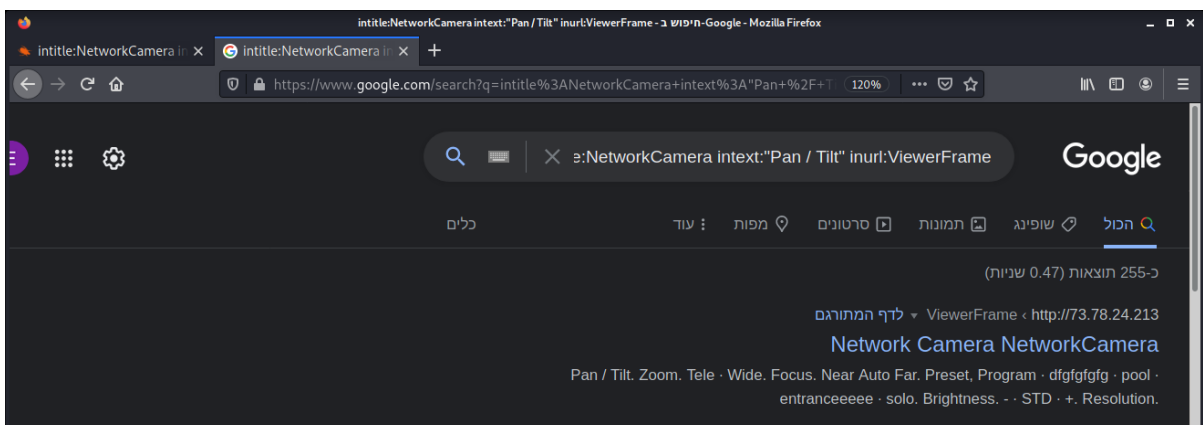 intitle:NetworkCamera intext:"Pan / Tilt" inurl:ViewerFrame - חיפוש ב-Google - Mozilla Firefox
intitle:NetworkCamera in
intitle:NetworkCamera in
https://www.google.com/search?q=intitle%3ANetworkCamera+intext%3A"Pan+%2F+T
120%
e:NetworkCamera intext:"Pan / Tilt" inurl:ViewerFrame
Google
הכול
שופינג
תמונות
סרטונים
מפות
עוד
כלים
כ-255 תוצאות (0.47 שניות)
http://73.78.24.213 › ViewerFrame
לדף המתורגם
Network Camera NetworkCamera
Pan / Tilt. Zoom. Tele · Wide. Focus. Near Auto Far. Preset, Program · dfgfgfgfg · pool ·
entranceeeee · solo. Brightness. - · STD · +. Resolution.